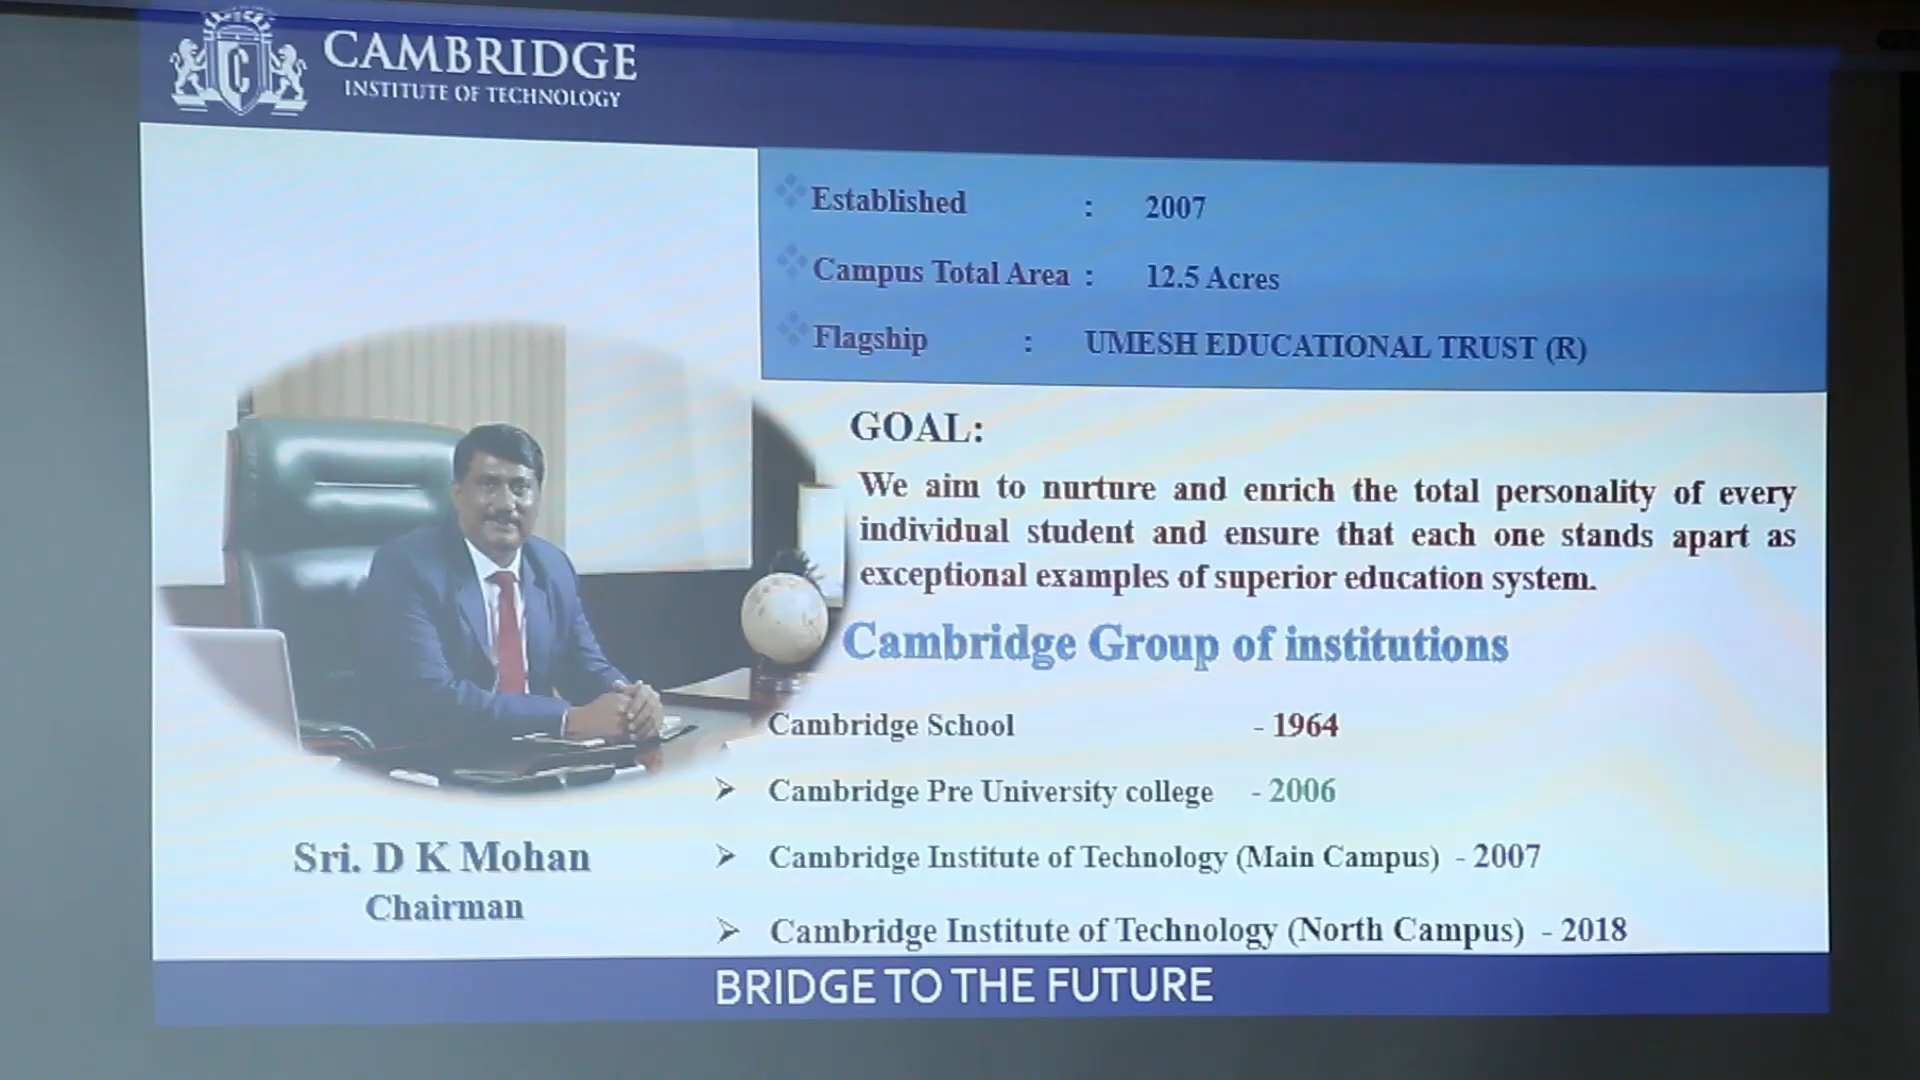 CAMBRIDGE
INSTITUTE OF TECHNOLOGY
C
Established : 2007
Campus Total Area : 12.5 Acres
Flagship : UMESH EDUCATIONAL TRUST (R)
GOAL:
We aim to nurture and enrich the total personality of every
individual student and ensure that each one stands apart as
exceptional examples of superior education system.
Cambridge Group of institutions
Cambridge School - 1964
Cambridge Pre University college - 2006
Cambridge Institute of Technology (Main Campus) - 2007
Cambridge Institute of Technology (North Campus) - 2018
Sri. D K Mohan
Chairman
BRIDGE TO THE FUTURE